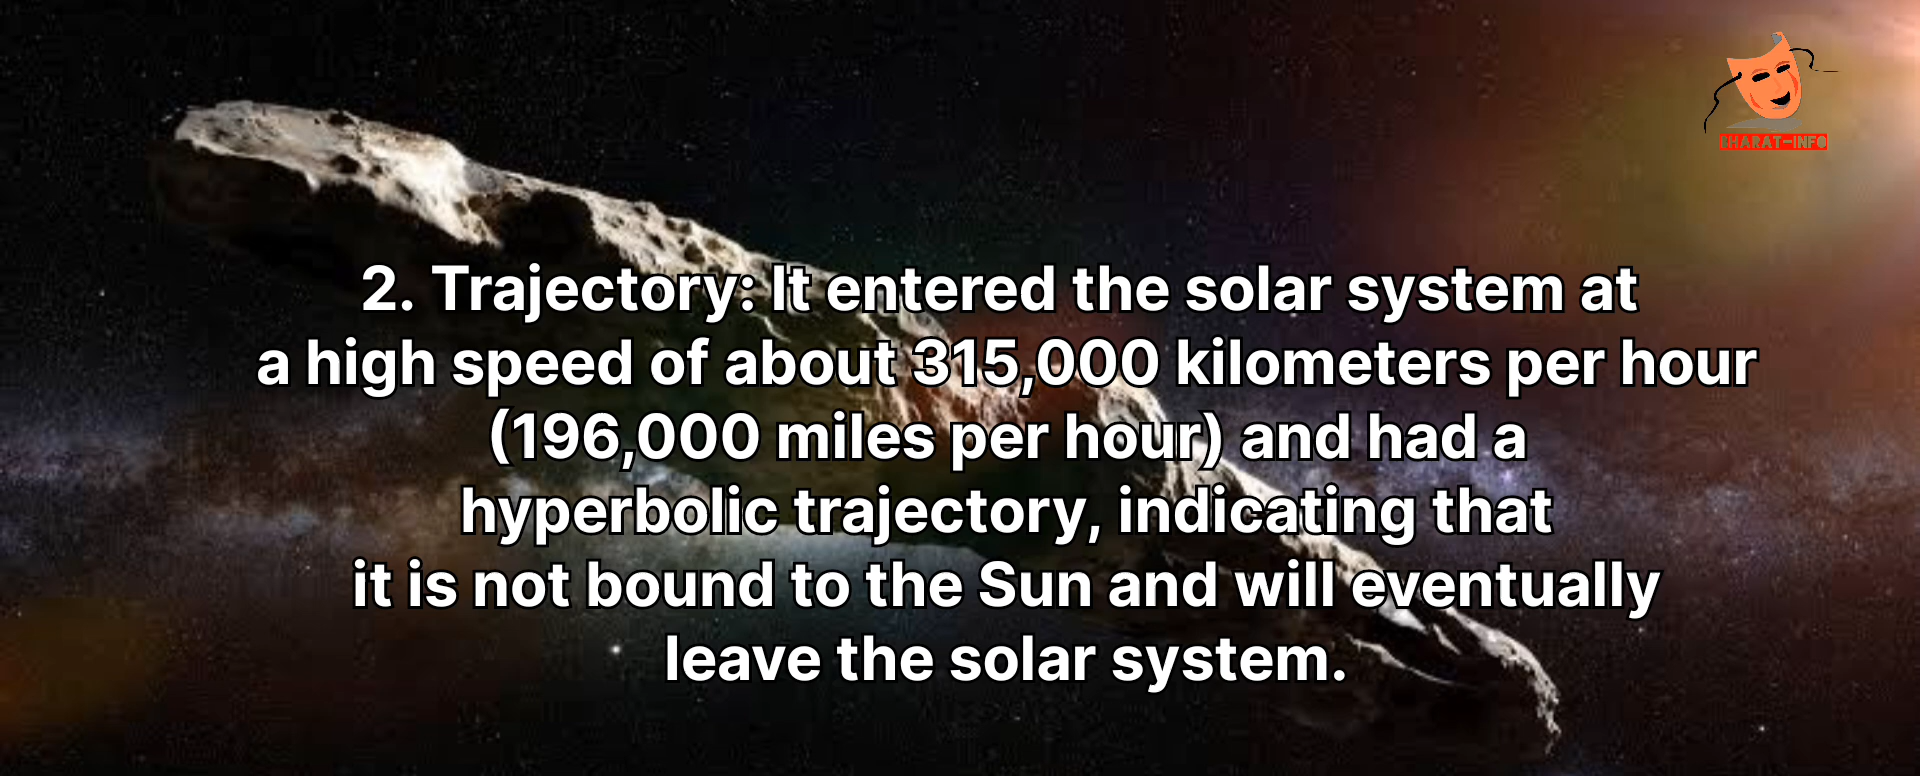 BHARAT-INFO
2. Trajectory: It entered the solar system at
a high speed of about 315,000 kilometers per hour
(196,000 miles per hour) and had a
hyperbolic trajectory, indicating that
it is not bound to the Sun and will eventually
leave the solar system.